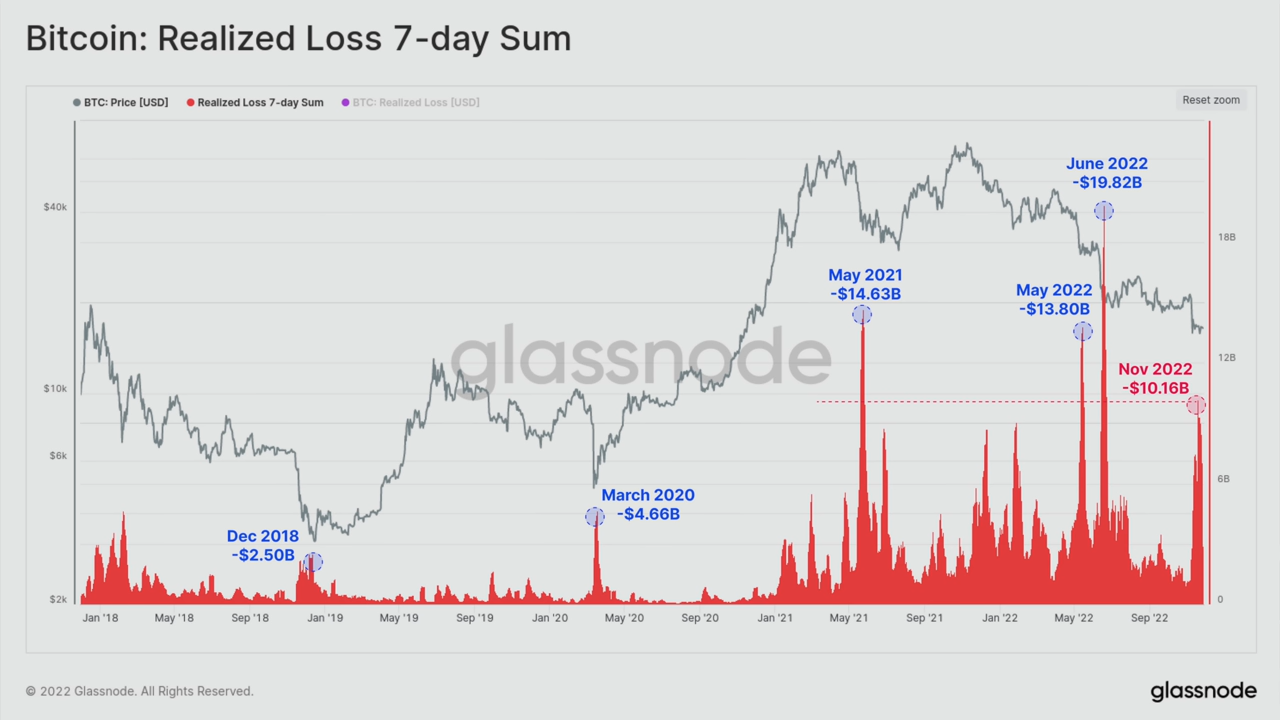 Bitcoin: Realized Loss 7-day Sum
BTC: Price [USD]
Realized Loss 7-day Sum
BTC: Realized Loss [USD]
Reset zoom
June 2022
-$19.82B
$40k
18B
May 2021
-$14.63B
May 2022
-$13.80B
glassnode
12B
Nov 2022
-$10.16B
$10k
$6k
6B
March 2020
-$4.66B
Dec 2018
-$2.50B
$2k
0
Jan '18
May '18
Sep '18
Jan '19
May '19
Sep '19
Jan '20
May '20
Sep '20
Jan '21
May '21
Sep '21
Jan '22
May '22
Sep '22
© 2022 Glassnode. All Rights Reserved.
glassnode